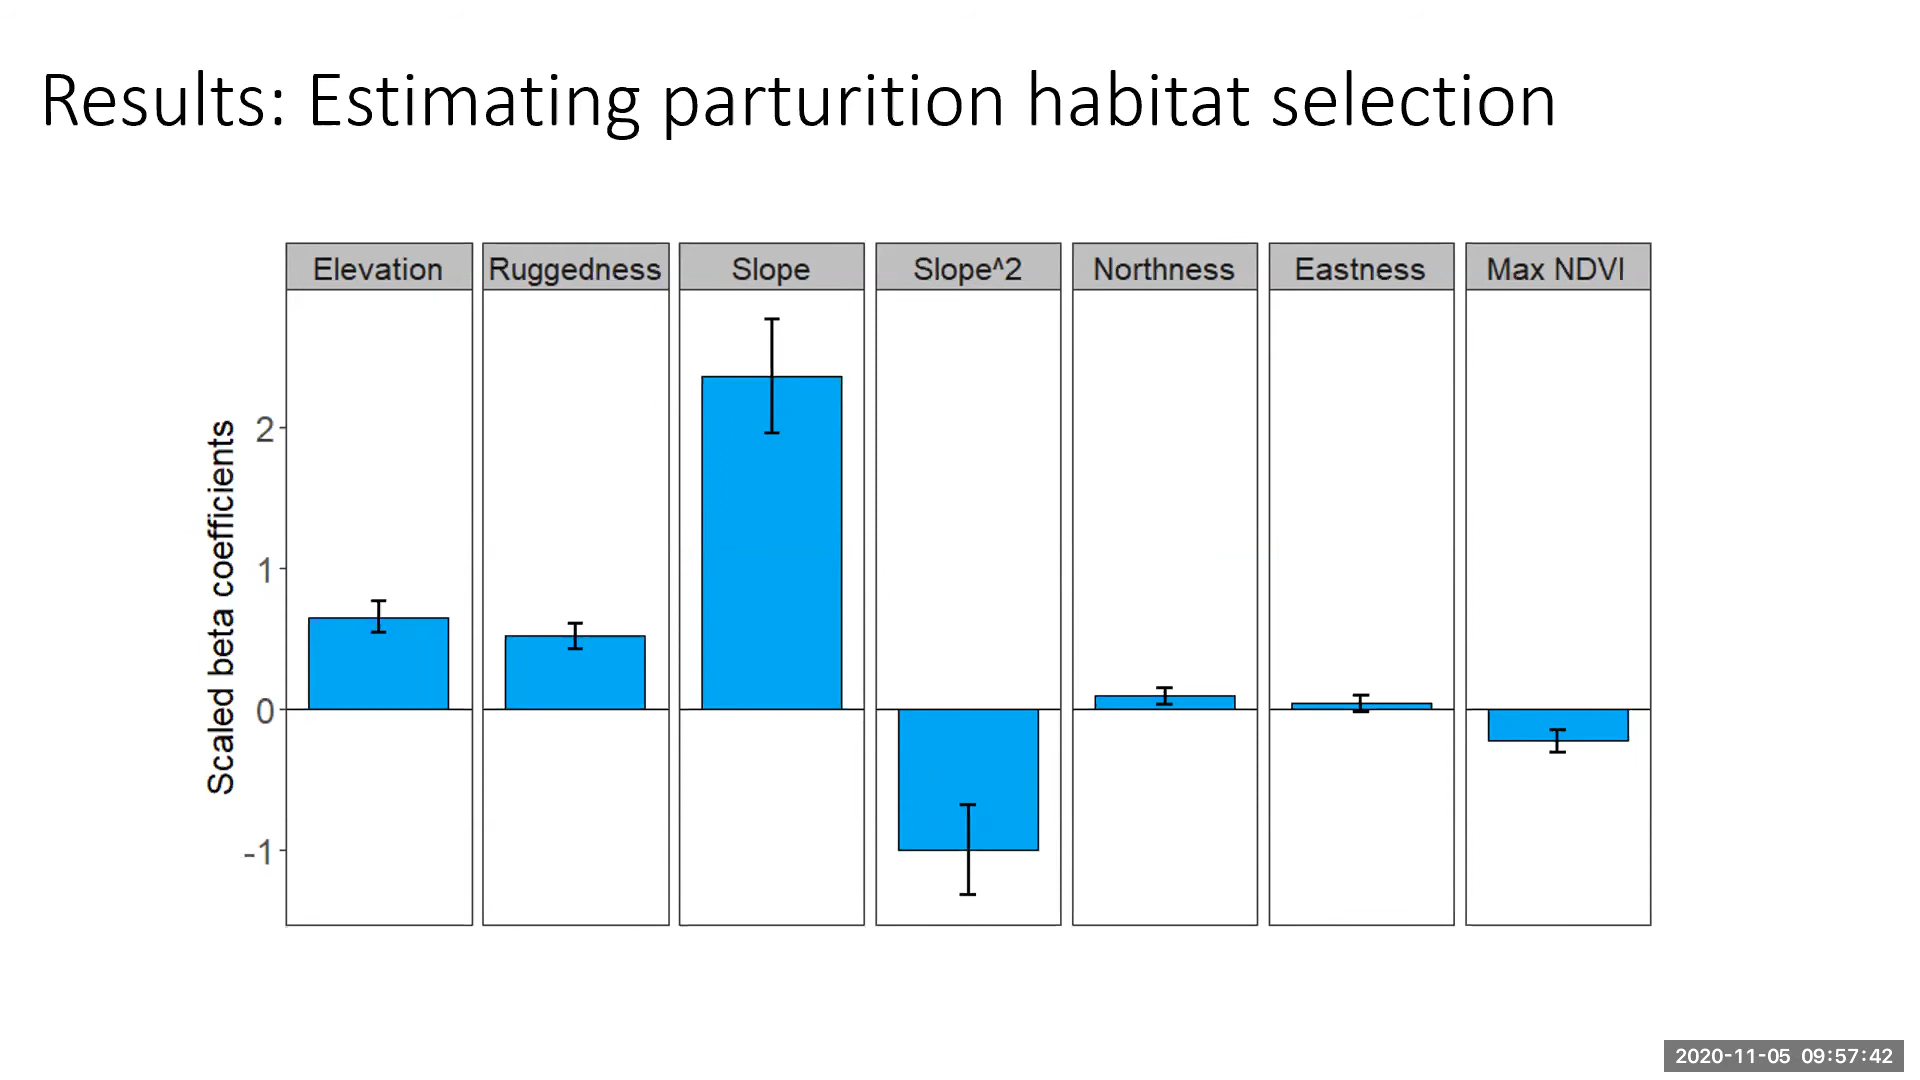 Results: Estimating parturition habitat selection
Elevation Ruggedness Slope Slope^2 Northness Eastness Max NDVI
Scaled beta coefficients
2
1
0
-1
2020-11-05 09:57:42